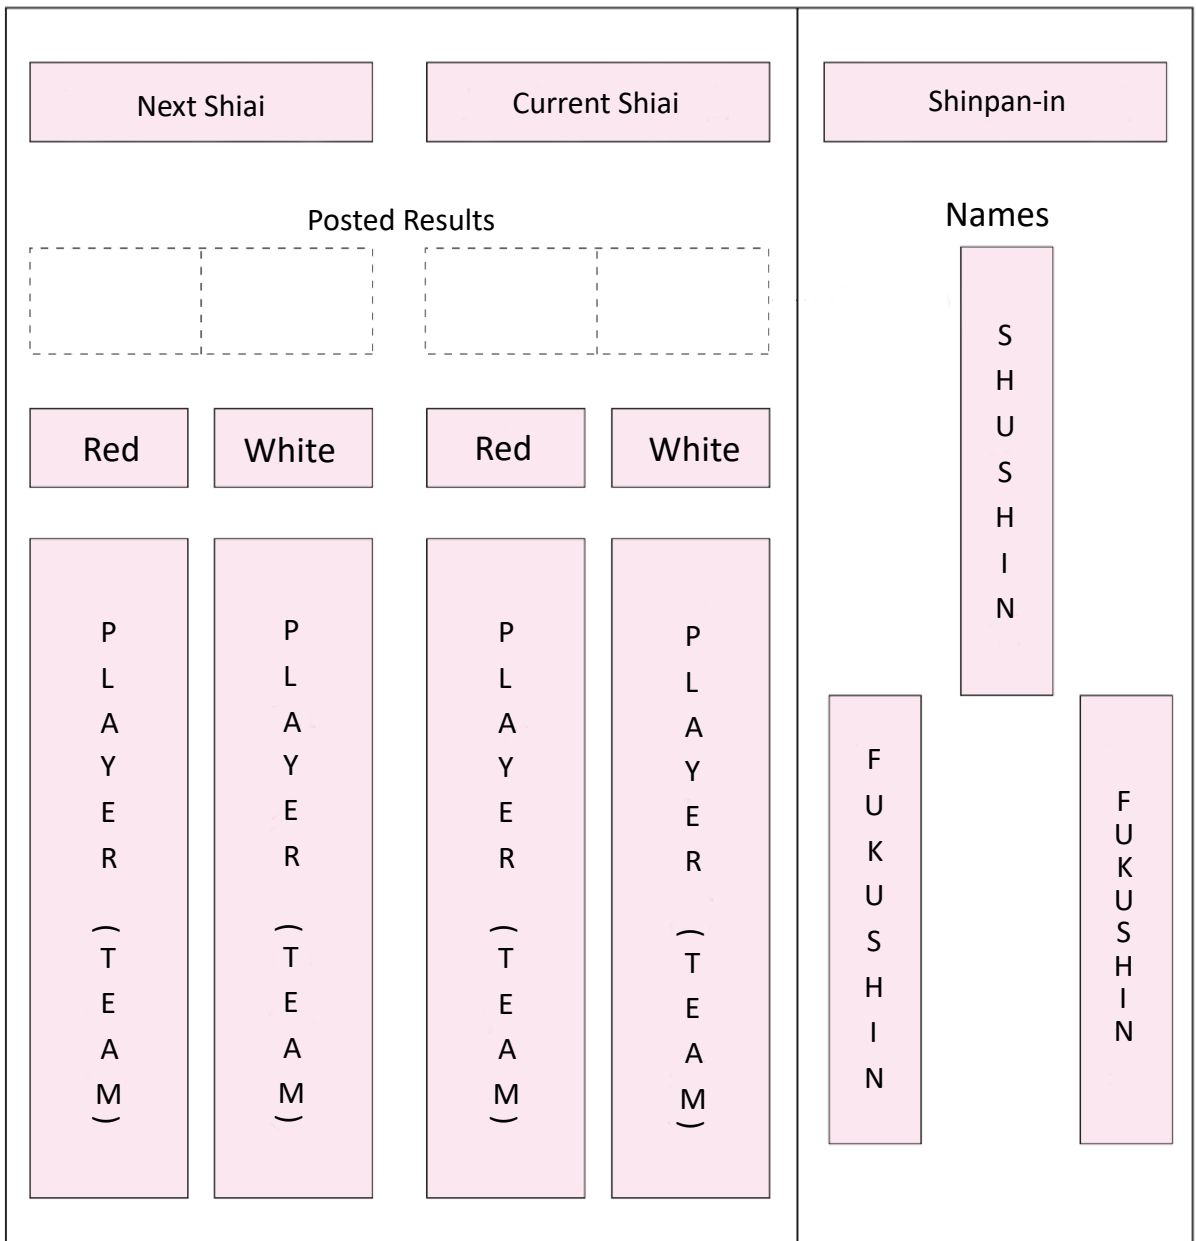 Next Shiai
Current Shiai
Shinpan-in
Posted Results
Names
Red
White
Red
White
PLAYER (TEAM)
PLAYER (TEAM)
PLAYER (TEAM)
PLAYER (TEAM)
SHUSHIN
FUKUSHIN
FUKUSHIN